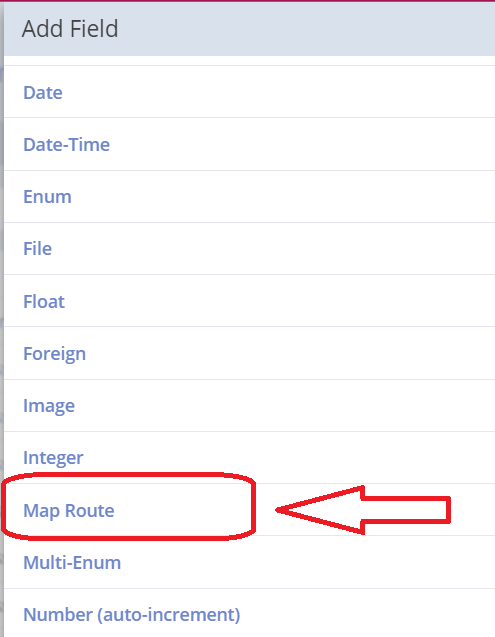 Add Field
Date
Date-Time
Enum
File
Float
Foreign
Image
Integer
Map Route
Multi-Enum
Number (auto-increment)